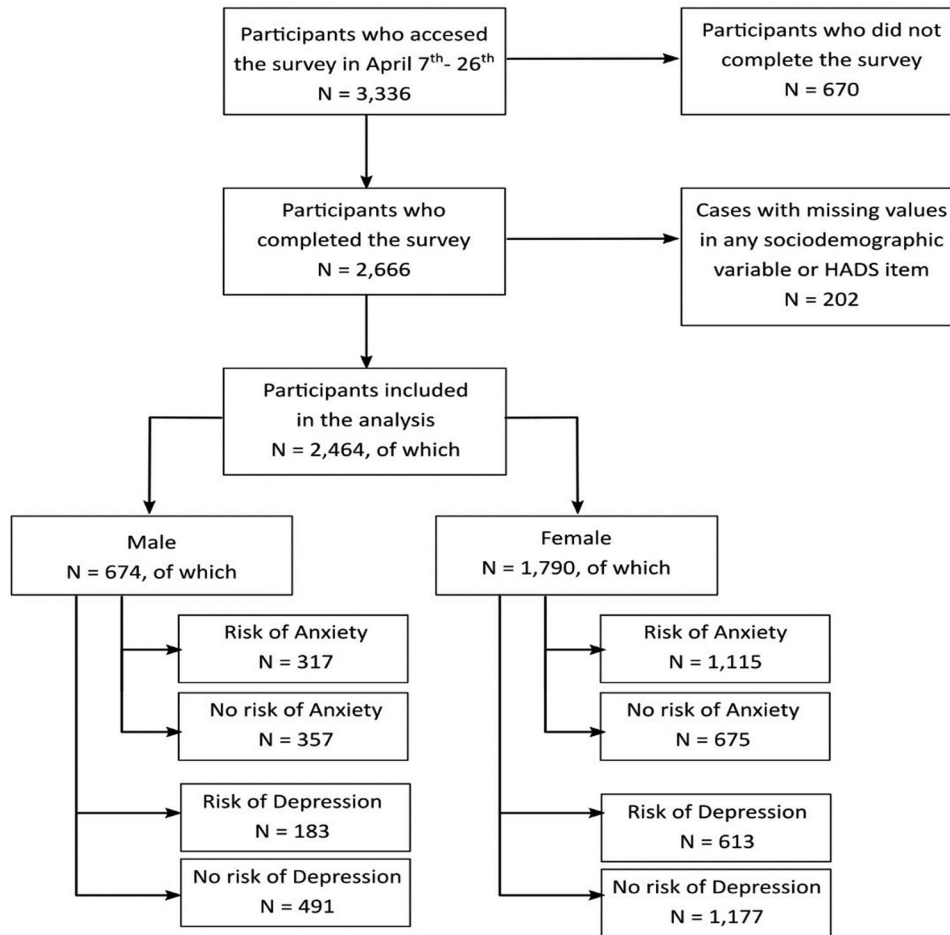 Participants who accesed
the survey in April 7th- 26th
N = 3,336
Participants who did not
complete the survey
N = 670
Participants who
completed the survey
N = 2,666
Cases with missing values
in any sociodemographic
variable or HADS item
N = 202
Participants included
in the analysis
N = 2,464, of which
Male
N = 674, of which
Female
N = 1,790, of which
Risk of Anxiety
N = 317
No risk of Anxiety
N = 357
Risk of Depression
N = 183
No risk of Depression
N = 491
Risk of Anxiety
N = 1,115
No risk of Anxiety
N = 675
Risk of Depression
N = 613
No risk of Depression
N = 1,177